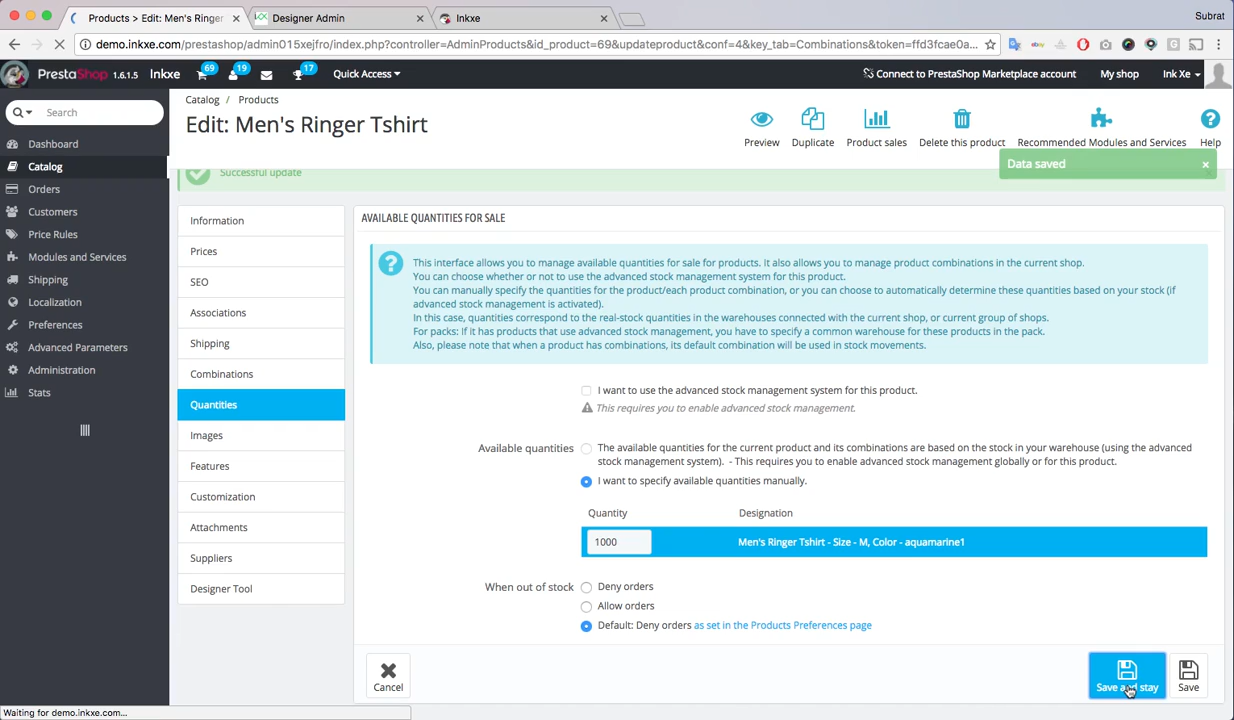 Products > Edit: Men's Ringer
Designer Admin
Inkxe
Subrat
demo.inkxe.com/prestashop/admin015xejfro/index.php?controller=AdminProducts&id_product=69&updateproduct&conf=4&key_tab=Combinations&token=ffd3fcae0a...
PrestaShop 1.6.1.5 Inkxe 69 19 17 Quick Access
Connect to PrestaShop Marketplace account My shop Ink Xe
Search
Dashboard
Catalog
Orders
Customers
Price Rules
Modules and Services
Shipping
Localization
Preferences
Advanced Parameters
Administration
Stats
Catalog / Products
Edit: Men's Ringer Tshirt
Preview
Duplicate
Product sales
Delete this product
Recommended Modules and Services
Help
Data saved
Successful update
Information
Prices
SEO
Associations
Shipping
Combinations
Quantities
Images
Features
Customization
Attachments
Suppliers
Designer Tool
AVAILABLE QUANTITIES FOR SALE
This interface allows you to manage available quantities for sale for products. It also allows you to manage product combinations in the current shop.
You can choose whether or not to use the advanced stock management system for this product.
You can manually specify the quantities for the product/each product combination, or you can choose to automatically determine these quantities based on your stock (if
advanced stock management is activated).
In this case, quantities correspond to the real-stock quantities in the warehouses connected with the current shop, or current group of shops.
For packs: If it has products that use advanced stock management, you have to specify a common warehouse for these products in the pack.
Also, please note that when a product has combinations, its default combination will be used in stock movements.
I want to use the advanced stock management system for this product.
This requires you to enable advanced stock management.
Available quantities
The available quantities for the current product and its combinations are based on the stock in your warehouse (using the advanced
stock management system). - This requires you to enable advanced stock management globally or for this product.
I want to specify available quantities manually.
Quantity Designation
1000 Men's Ringer Tshirt - Size - M, Color - aquamarine1
When out of stock
Deny orders
Allow orders
Default: Deny orders as set in the Products Preferences page
Cancel
Save and stay
Save
Waiting for demo.inkxe.com...